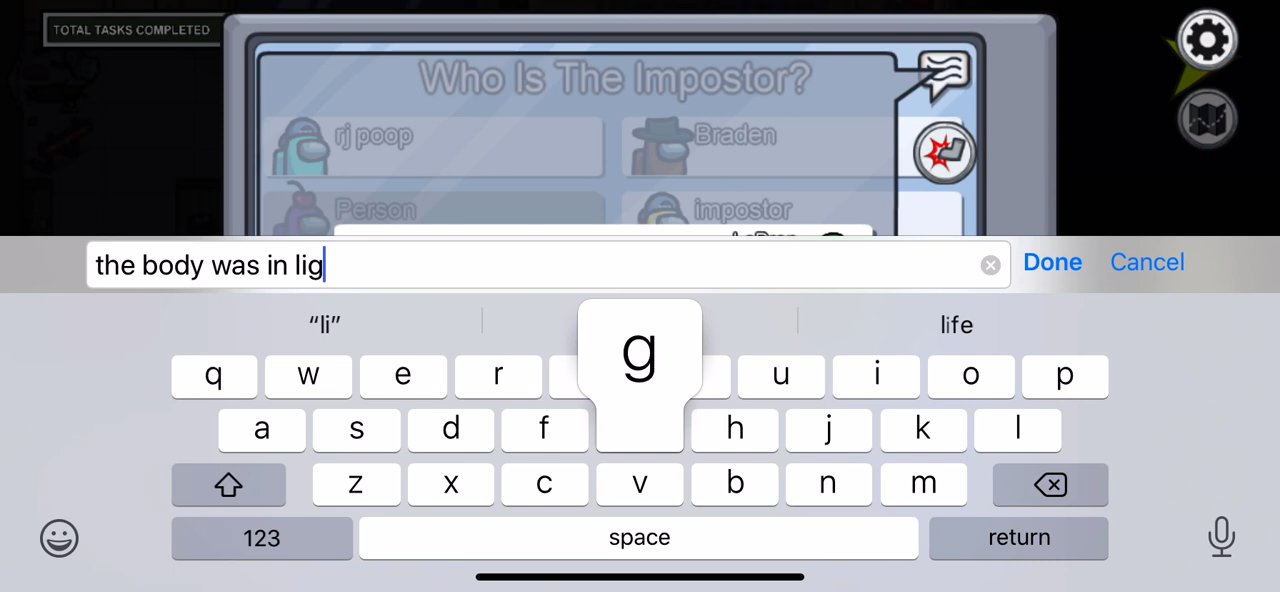 TOTAL TASKS COMPLETED
Who Is The Impostor?
rj poop
Braden
Person
impostor
the body was in lig
Done
Cancel
“li”
life
g
q w e r u i o p
a s d f h j k l
z x c v b n m
123
space
return